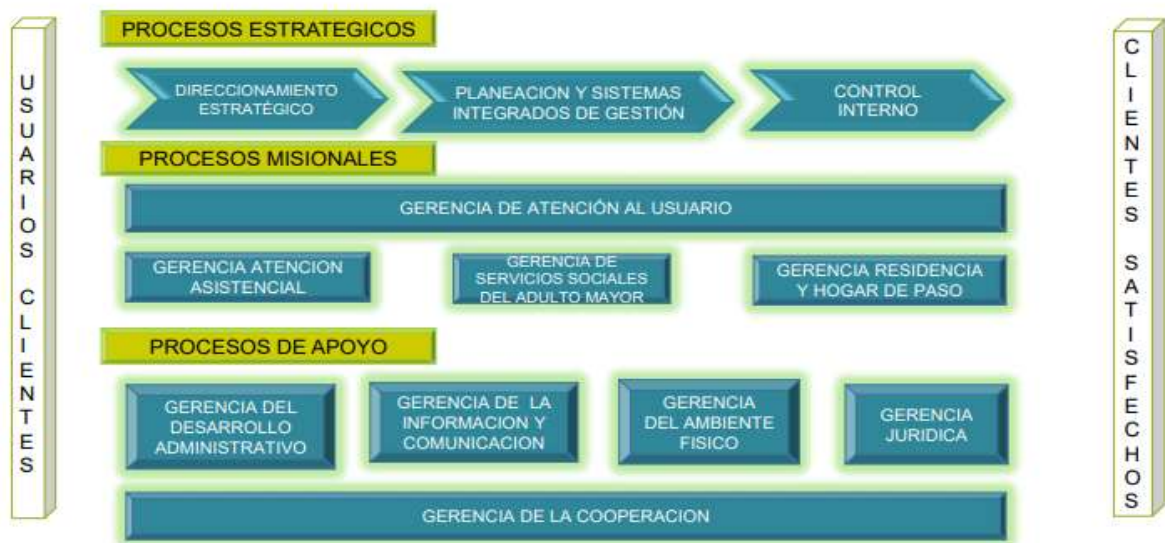 USUARIOS CLIENTES
PROCESOS ESTRATEGICOS
DIRECCIONAMIENTO
ESTRATÉGICO
PLANEACION Y SISTEMAS
INTEGRADOS DE GESTIÓN
CONTROL
INTERNO
PROCESOS MISIONALES
GERENCIA DE ATENCIÓN AL USUARIO
GERENCIA ATENCION
ASISTENCIAL
GERENCIA DE
SERVICIOS SOCIALES
DEL ADULTO MAYOR
GERENCIA RESIDENCIA
Y HOGAR DE PASO
PROCESOS DE APOYO
GERENCIA DEL
DESARROLLO
ADMINISTRATIVO
GERENCIA DE LA
INFORMACION Y
COMUNICACION
GERENCIA
DEL AMBIENTE
FISICO
GERENCIA
JURIDICA
GERENCIA DE LA COOPERACION
CLIENTES SATISFECHOS